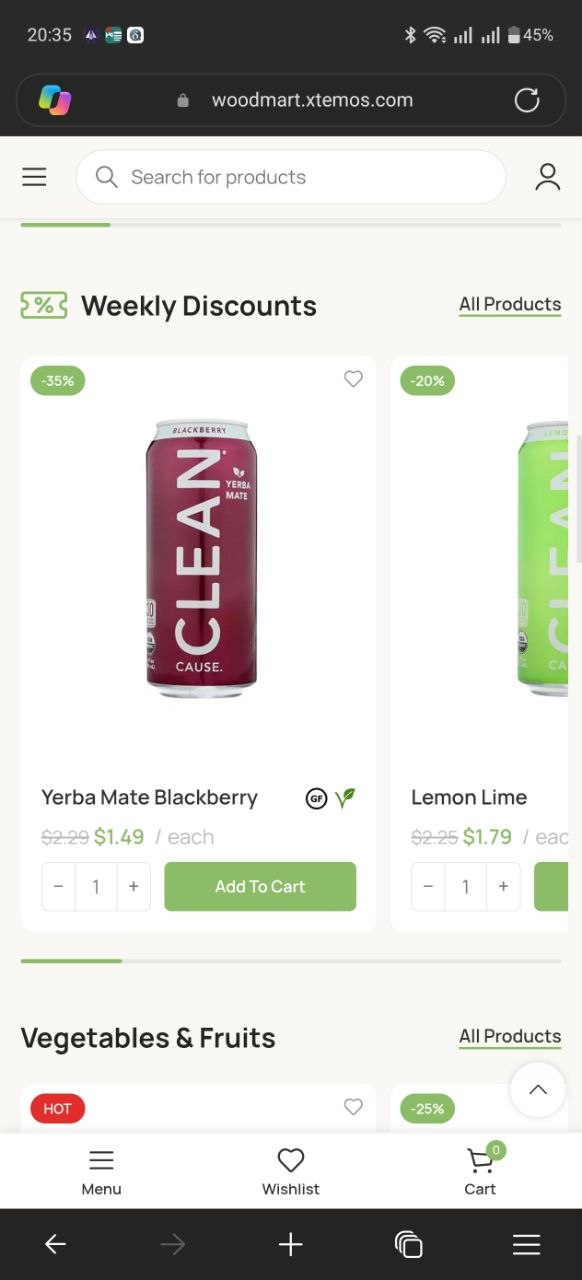 20:35
45%
woodmart.xtemos.com
Search for products
% Weekly Discounts
All Products
-35%
-20%
BLACKBERRY
CLEAN
YERBA
MATE
CAUSE.
Yerba Mate Blackberry
GF
Lemon Lime
$2.29 $1.49 / each
$2.25 $1.79 / eac
− 1 +
Add To Cart
− 1 +
Vegetables & Fruits
All Products
HOT
-25%
0
Menu
Wishlist
Cart